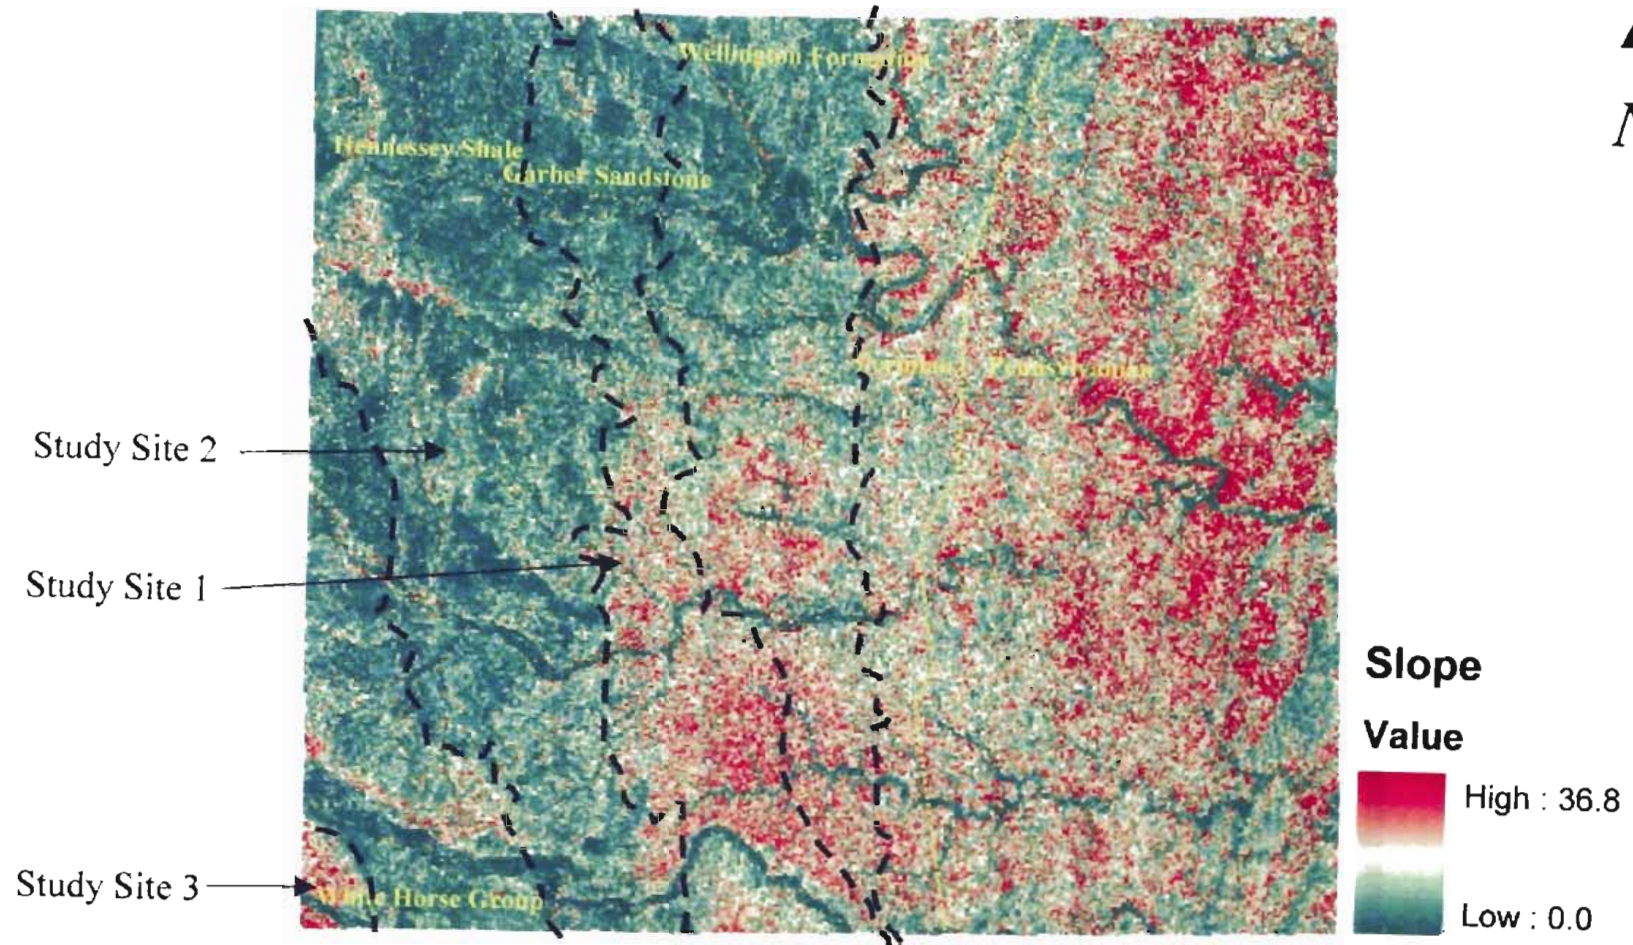 Wellington Formation
Hennessey Shale
Garber Sandstone
N
Pennsylvanian
Study Site 2
Study Site 1
Study Site 3
White Horse Group
Slope
Value
High : 36.8
Low : 0.0